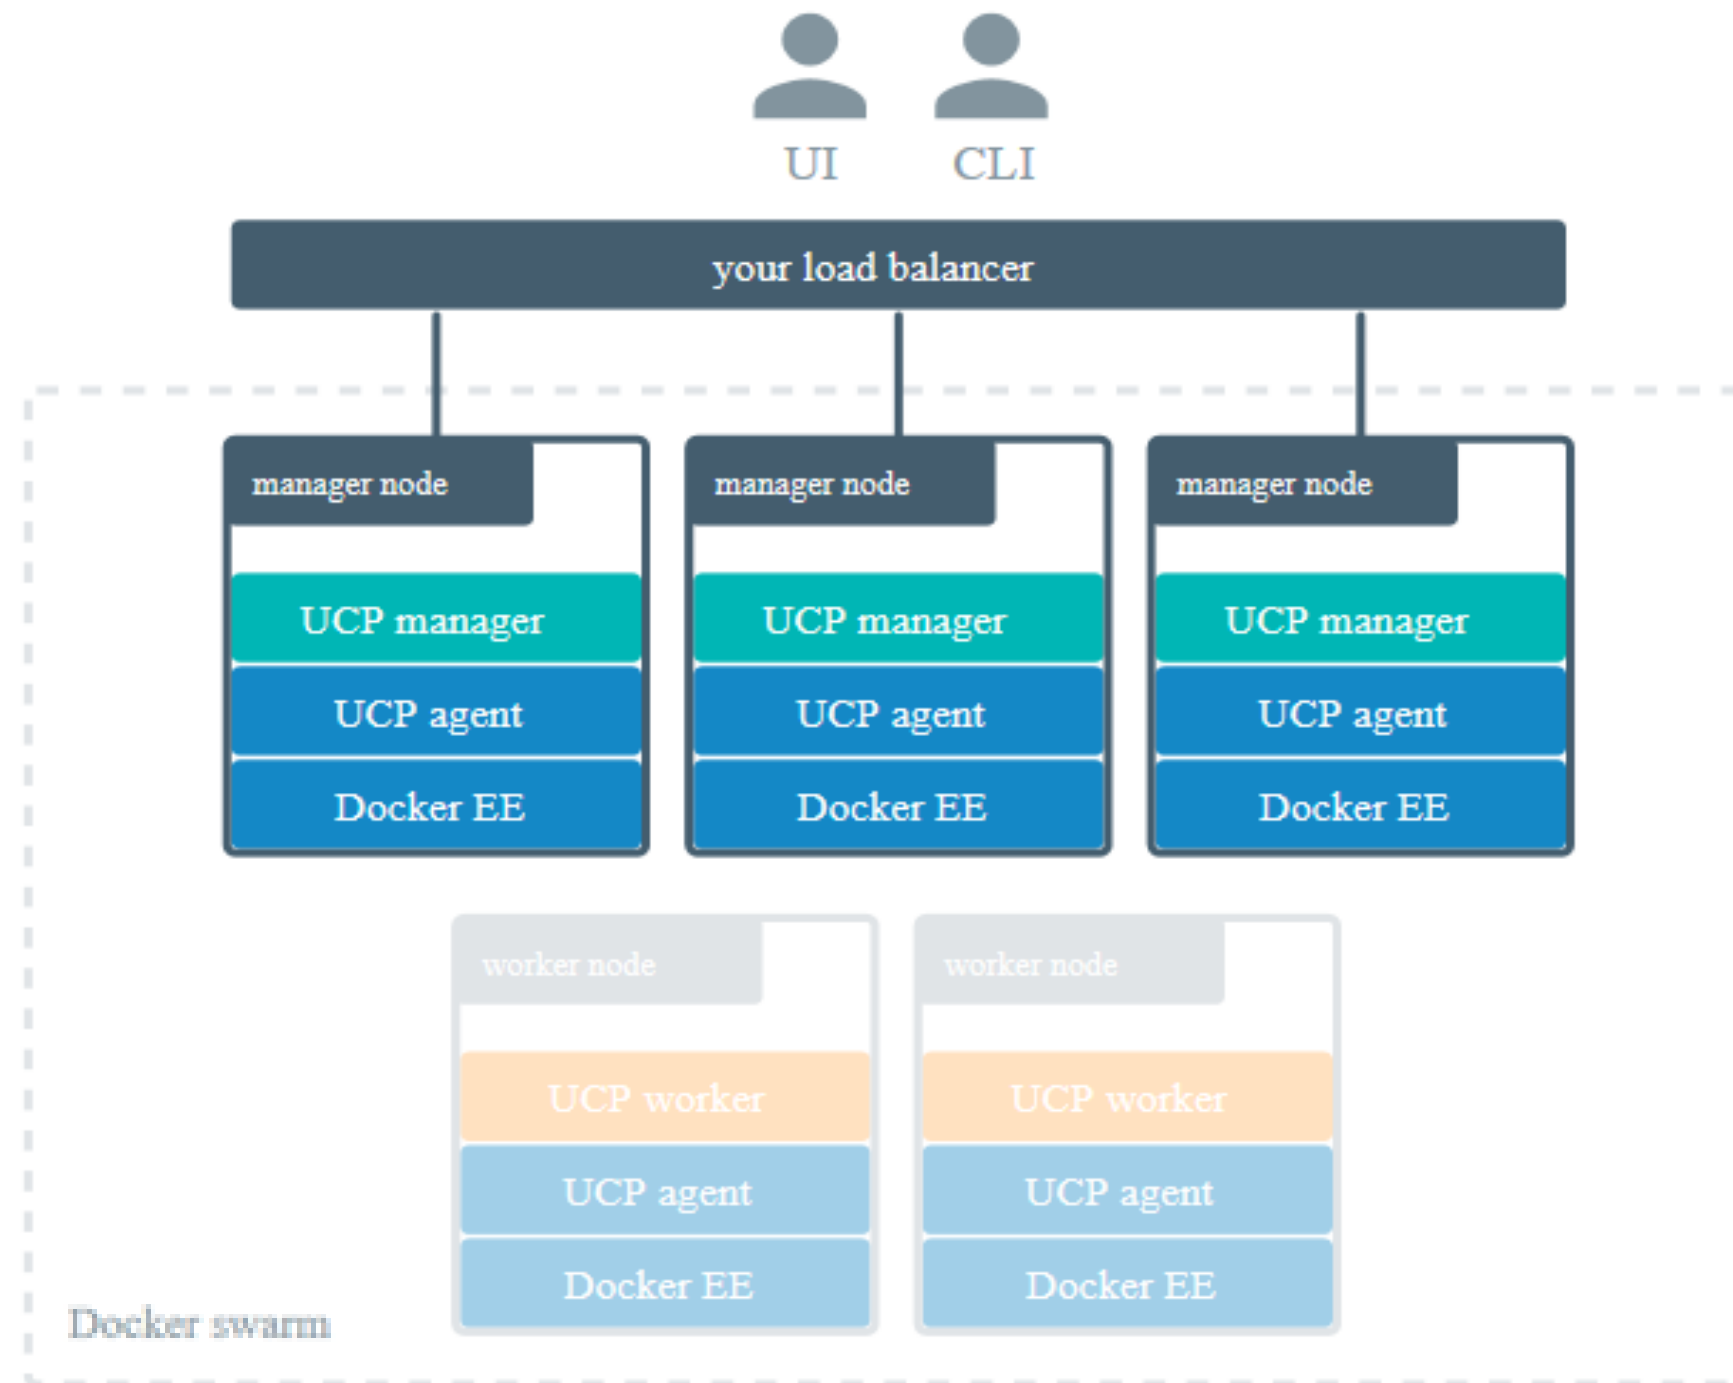 UI
CLI
your load balancer
manager node
manager node
manager node
UCP manager
UCP manager
UCP manager
UCP agent
UCP agent
UCP agent
Docker EE
Docker EE
Docker EE
worker node
worker node
UCP worker
UCP worker
UCP agent
UCP agent
Docker EE
Docker EE
Docker swarm